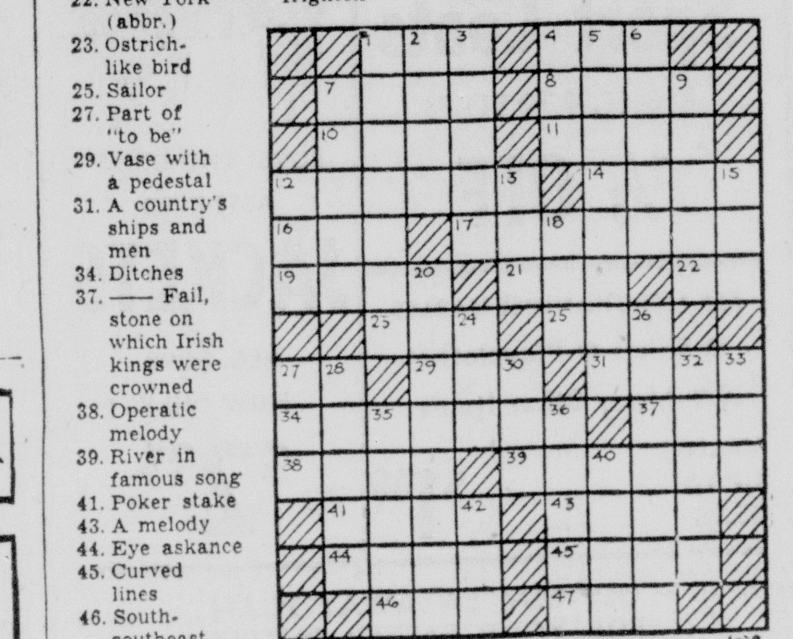 22. New York
(abbr.)
23. Ostrich-
like bird
25. Sailor
27. Part of
"to be"
29. Vase with
a pedestal
31. A country's
ships and
men
34. Ditches
37. —— Fail,
stone on
which Irish
kings were
crowned
38. Operatic
melody
39. River in
famous song
41. Poker stake
43. A melody
44. Eye askance
45. Curved
lines
46. South-
southeast
1 2 3 4 5 6
7 8 9
10 11
12 13 14 15
16 17 18
19 20 21 22
23 24 25 26
27 28 29 30 31 32 33
34 35 36 37
38 39 40
41 42 43
44 45
46 47